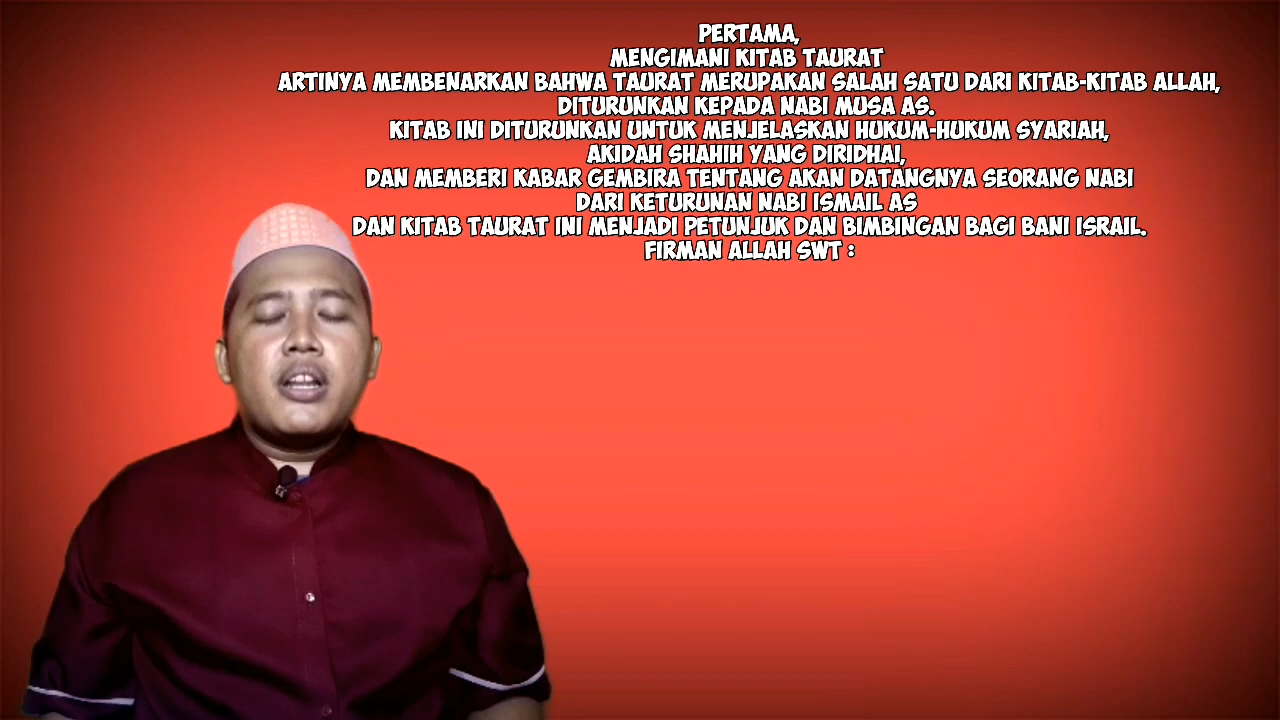 PERTAMA,
MENGIMANI KITAB TAURAT
ARTINYA MEMBENARKAN BAHWA TAURAT MERUPAKAN SALAH SATU DARI KITAB-KITAB ALLAH,
DITURUNKAN KEPADA NABI MUSA AS.
KITAB INI DITURUNKAN UNTUK MENJELASKAN HUKUM-HUKUM SYARIAH,
AKIDAH SHAHIH YANG DIRIDHAI,
DAN MEMBERI KABAR GEMBIRA TENTANG AKAN DATANGNYA SEORANG NABI
DARI KETURUNAN NABI ISMAIL AS
DAN KITAB TAURAT INI MENJADI PETUNJUK DAN BIMBINGAN BAGI BANI ISRAIL.
FIRMAN ALLAH SWT :